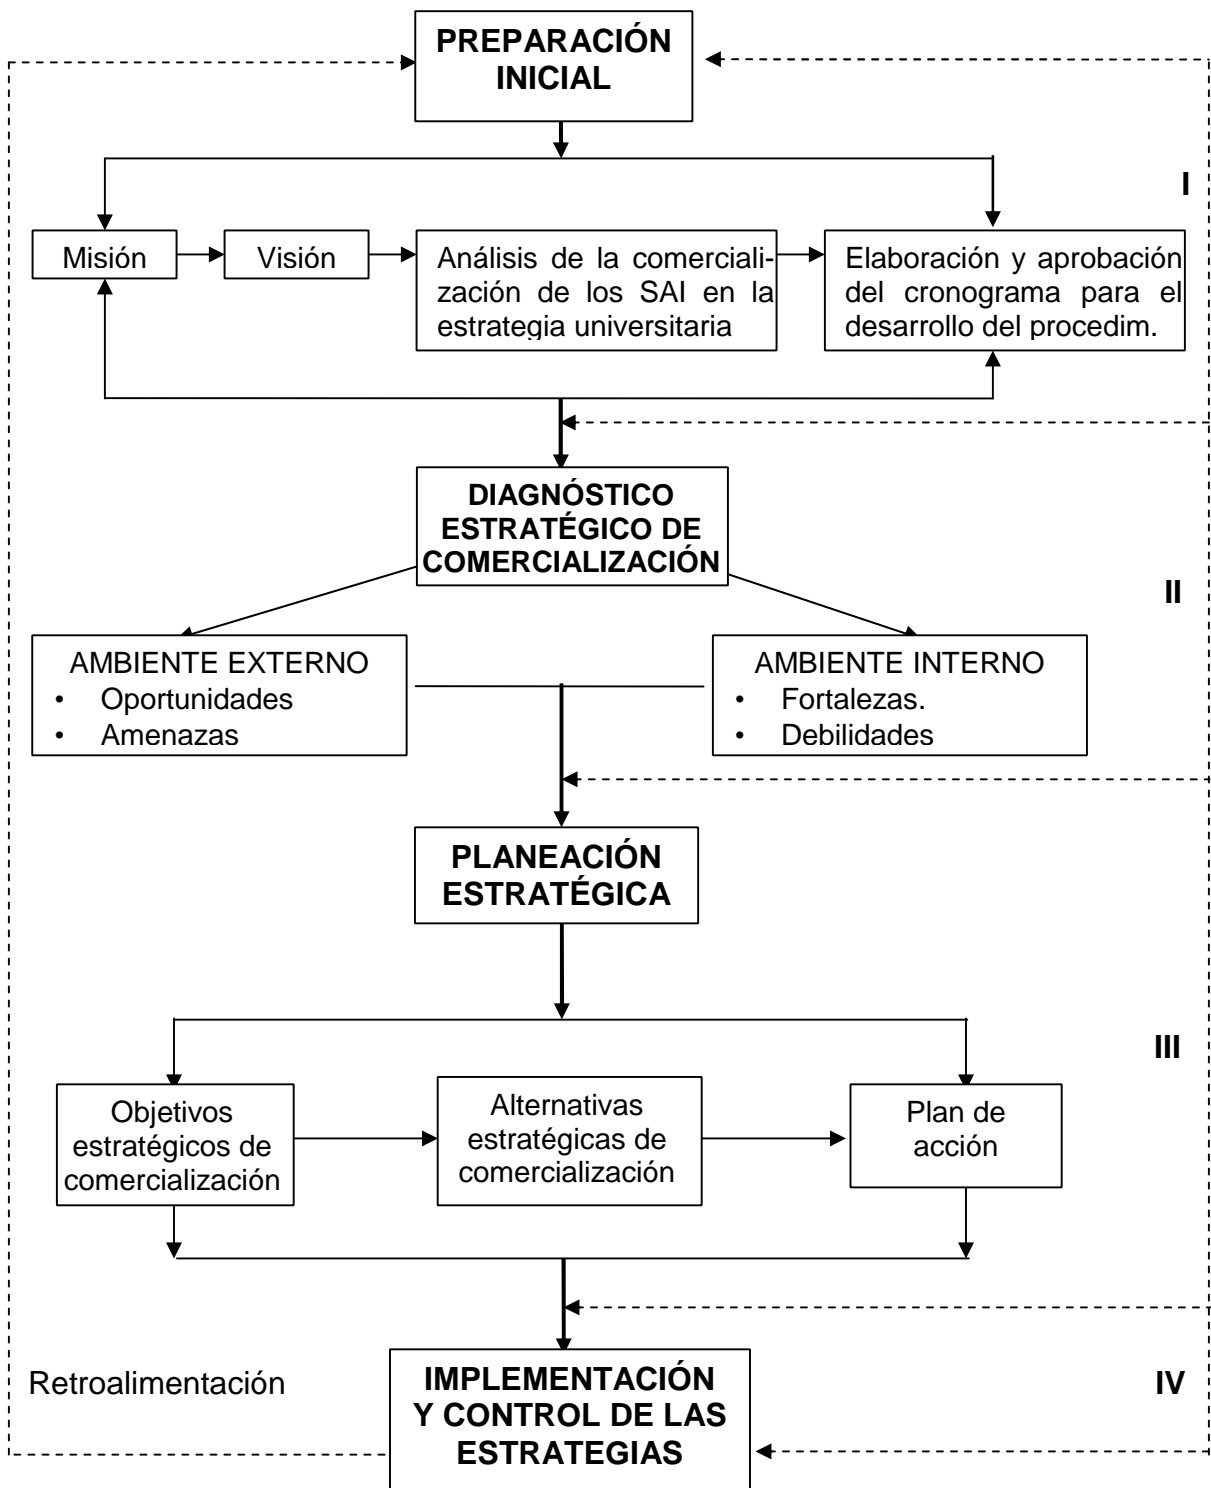 PREPARACIÓN
INICIAL
I
Misión
Visión
Análisis de la comerciali-
zación de los SAI en la
estrategia universitaria
Elaboración y aprobación
del cronograma para el
desarrollo del procedim.
DIAGNÓSTICO
ESTRATÉGICO DE
COMERCIALIZACIÓN
II
AMBIENTE EXTERNO
• Oportunidades
• Amenazas
AMBIENTE INTERNO
• Fortalezas.
• Debilidades
PLANEACIÓN
ESTRATÉGICA
III
Objetivos
estratégicos de
comercialización
Alternativas
estratégicas de
comercialización
Plan de
acción
Retroalimentación
IMPLEMENTACIÓN
Y CONTROL DE LAS
ESTRATEGIAS
IV